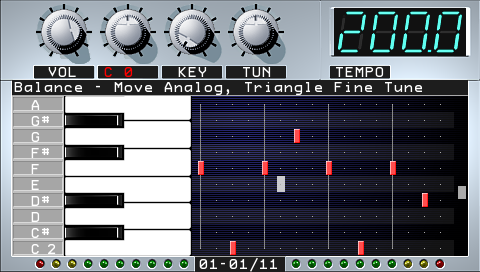 200.0
VOL C 0 KEY TUN TEMPO
Balance - Move Analog, Triangle Fine Tune
A
G#
G
F#
F
E
D#
D
C#
C 2
01-01/11